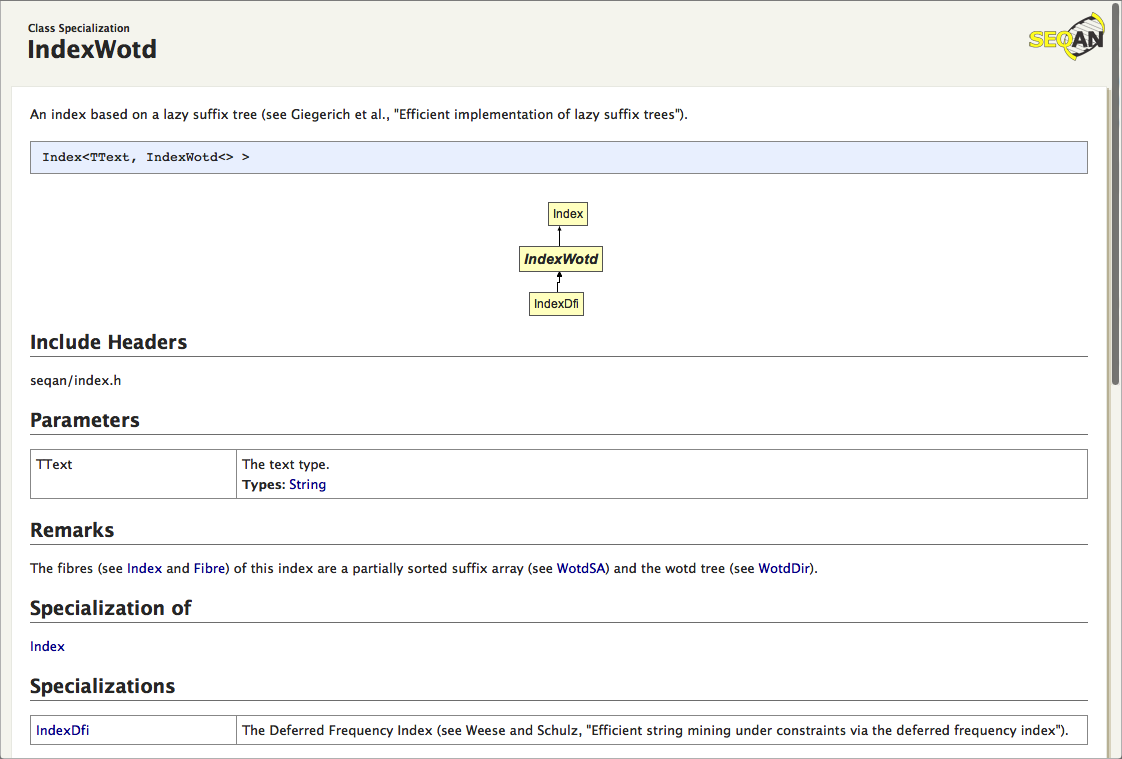 Class Specialization
IndexWotd
SEQAN
An index based on a lazy suffix tree (see Giegerich et al., "Efficient implementation of lazy suffix trees").
Index<TText, IndexWotd<> >
Index
IndexWotd
IndexDfi
Include Headers
seqan/index.h
Parameters
TText
The text type.
Types: String
Remarks
The fibres (see Index and Fibre) of this index are a partially sorted suffix array (see WotdSA) and the wotd tree (see WotdDir).
Specialization of
Index
Specializations
IndexDfi
The Deferred Frequency Index (see Weese and Schulz, "Efficient string mining under constraints via the deferred frequency index").